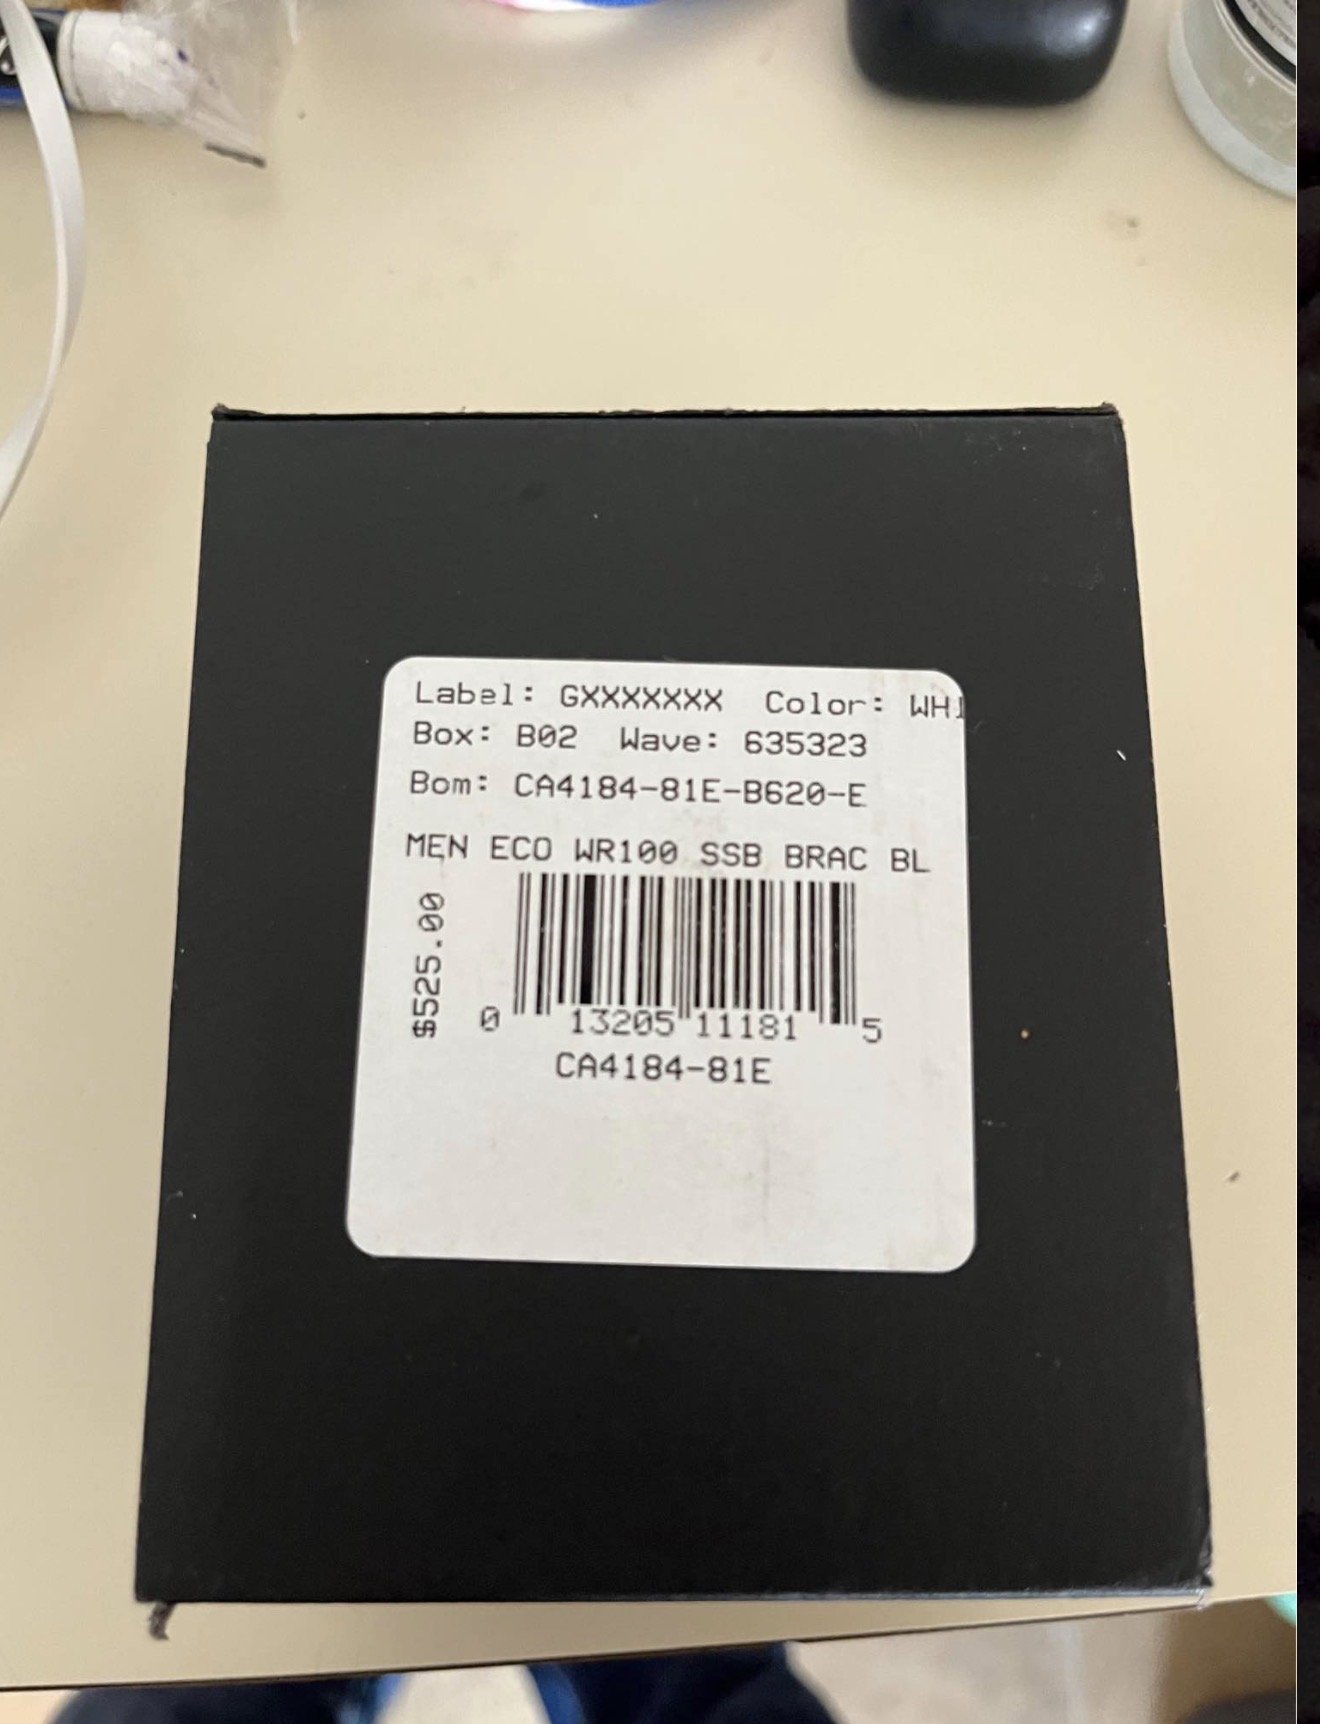 Label: GXXXXXXX Color: WHI
Box: B02 Wave: 635323
Bom: CA4184-81E-B620-E
MEN ECO WR100 SSB BRAC BL
$525.00
0 13205 11181 5
CA4184-81E